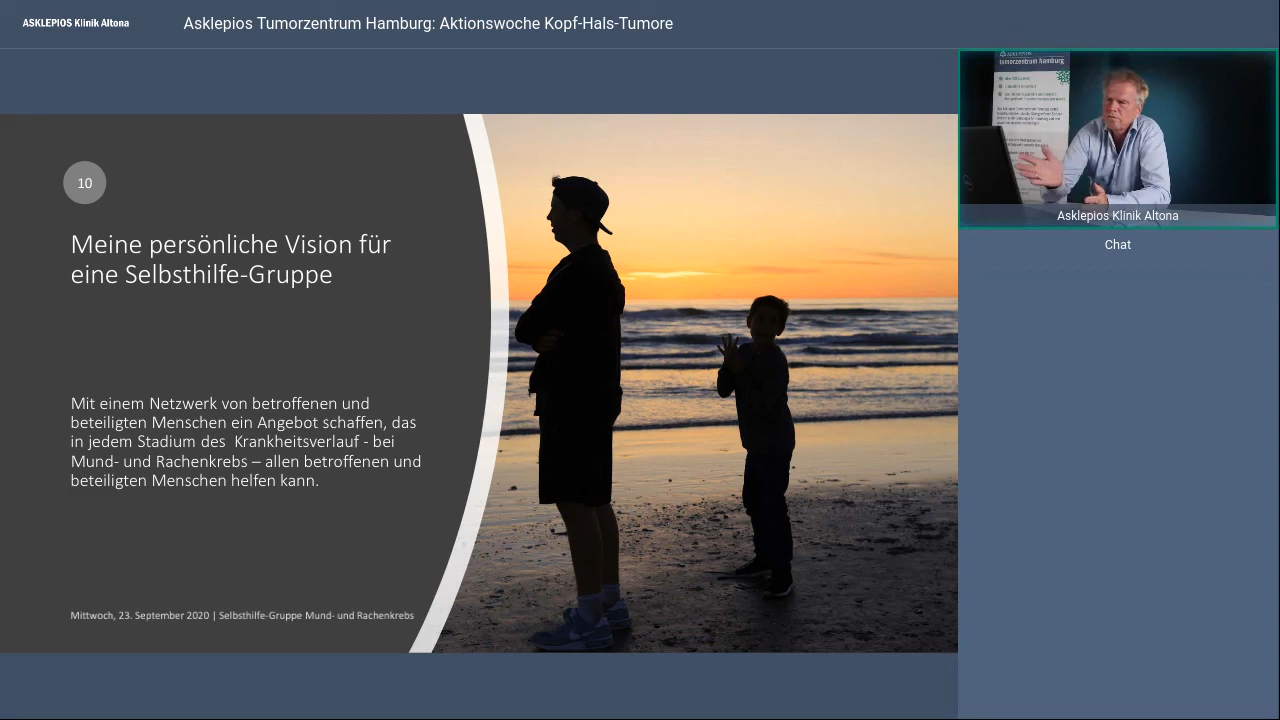 ASKLEPIOS Klinik Altona
Asklepios Tumorzentrum Hamburg: Aktionswoche Kopf-Hals-Tumore
ASKLEPIOS
tumorzentrum hamburg
Asklepios Klinik Altona
Chat
10
Meine persönliche Vision für
eine Selbsthilfe-Gruppe
Mit einem Netzwerk von betroffenen und
beteiligten Menschen ein Angebot schaffen, das
in jedem Stadium des Krankheitsverlauf - bei
Mund- und Rachenkrebs – allen betroffenen und
beteiligten Menschen helfen kann.
Mittwoch, 23. September 2020 | Selbsthilfe-Gruppe Mund- und Rachenkrebs